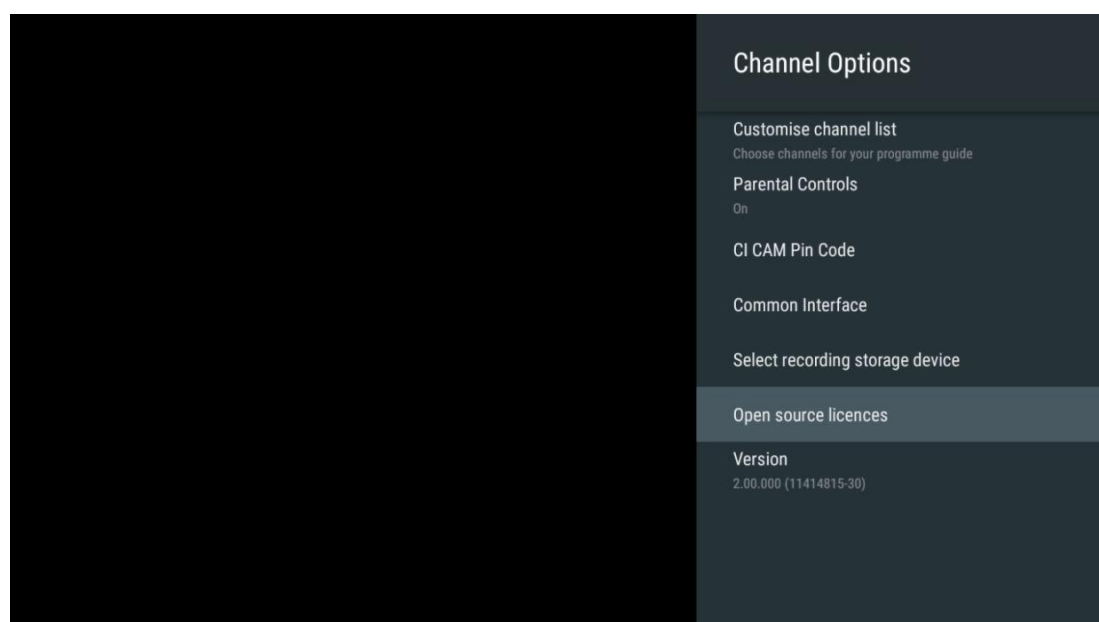 Channel Options
Customise channel list
Choose channels for your programme guide
Parental Controls
On
CI CAM Pin Code
Common Interface
Select recording storage device
Open source licences
Version
2.00.000 (11414815-30)